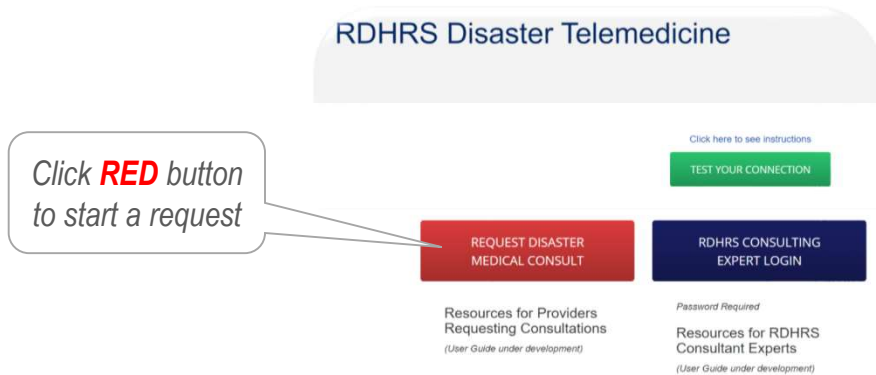 RDHRS Disaster Telemedicine
Click here to see instructions
TEST YOUR CONNECTION
Click RED button
to start a request
REQUEST DISASTER
MEDICAL CONSULT
RDHRS CONSULTING
EXPERT LOGIN
Resources for Providers
Requesting Consultations
(User Guide under development)
Password Required
Resources for RDHRS
Consultant Experts
(User Guide under development)